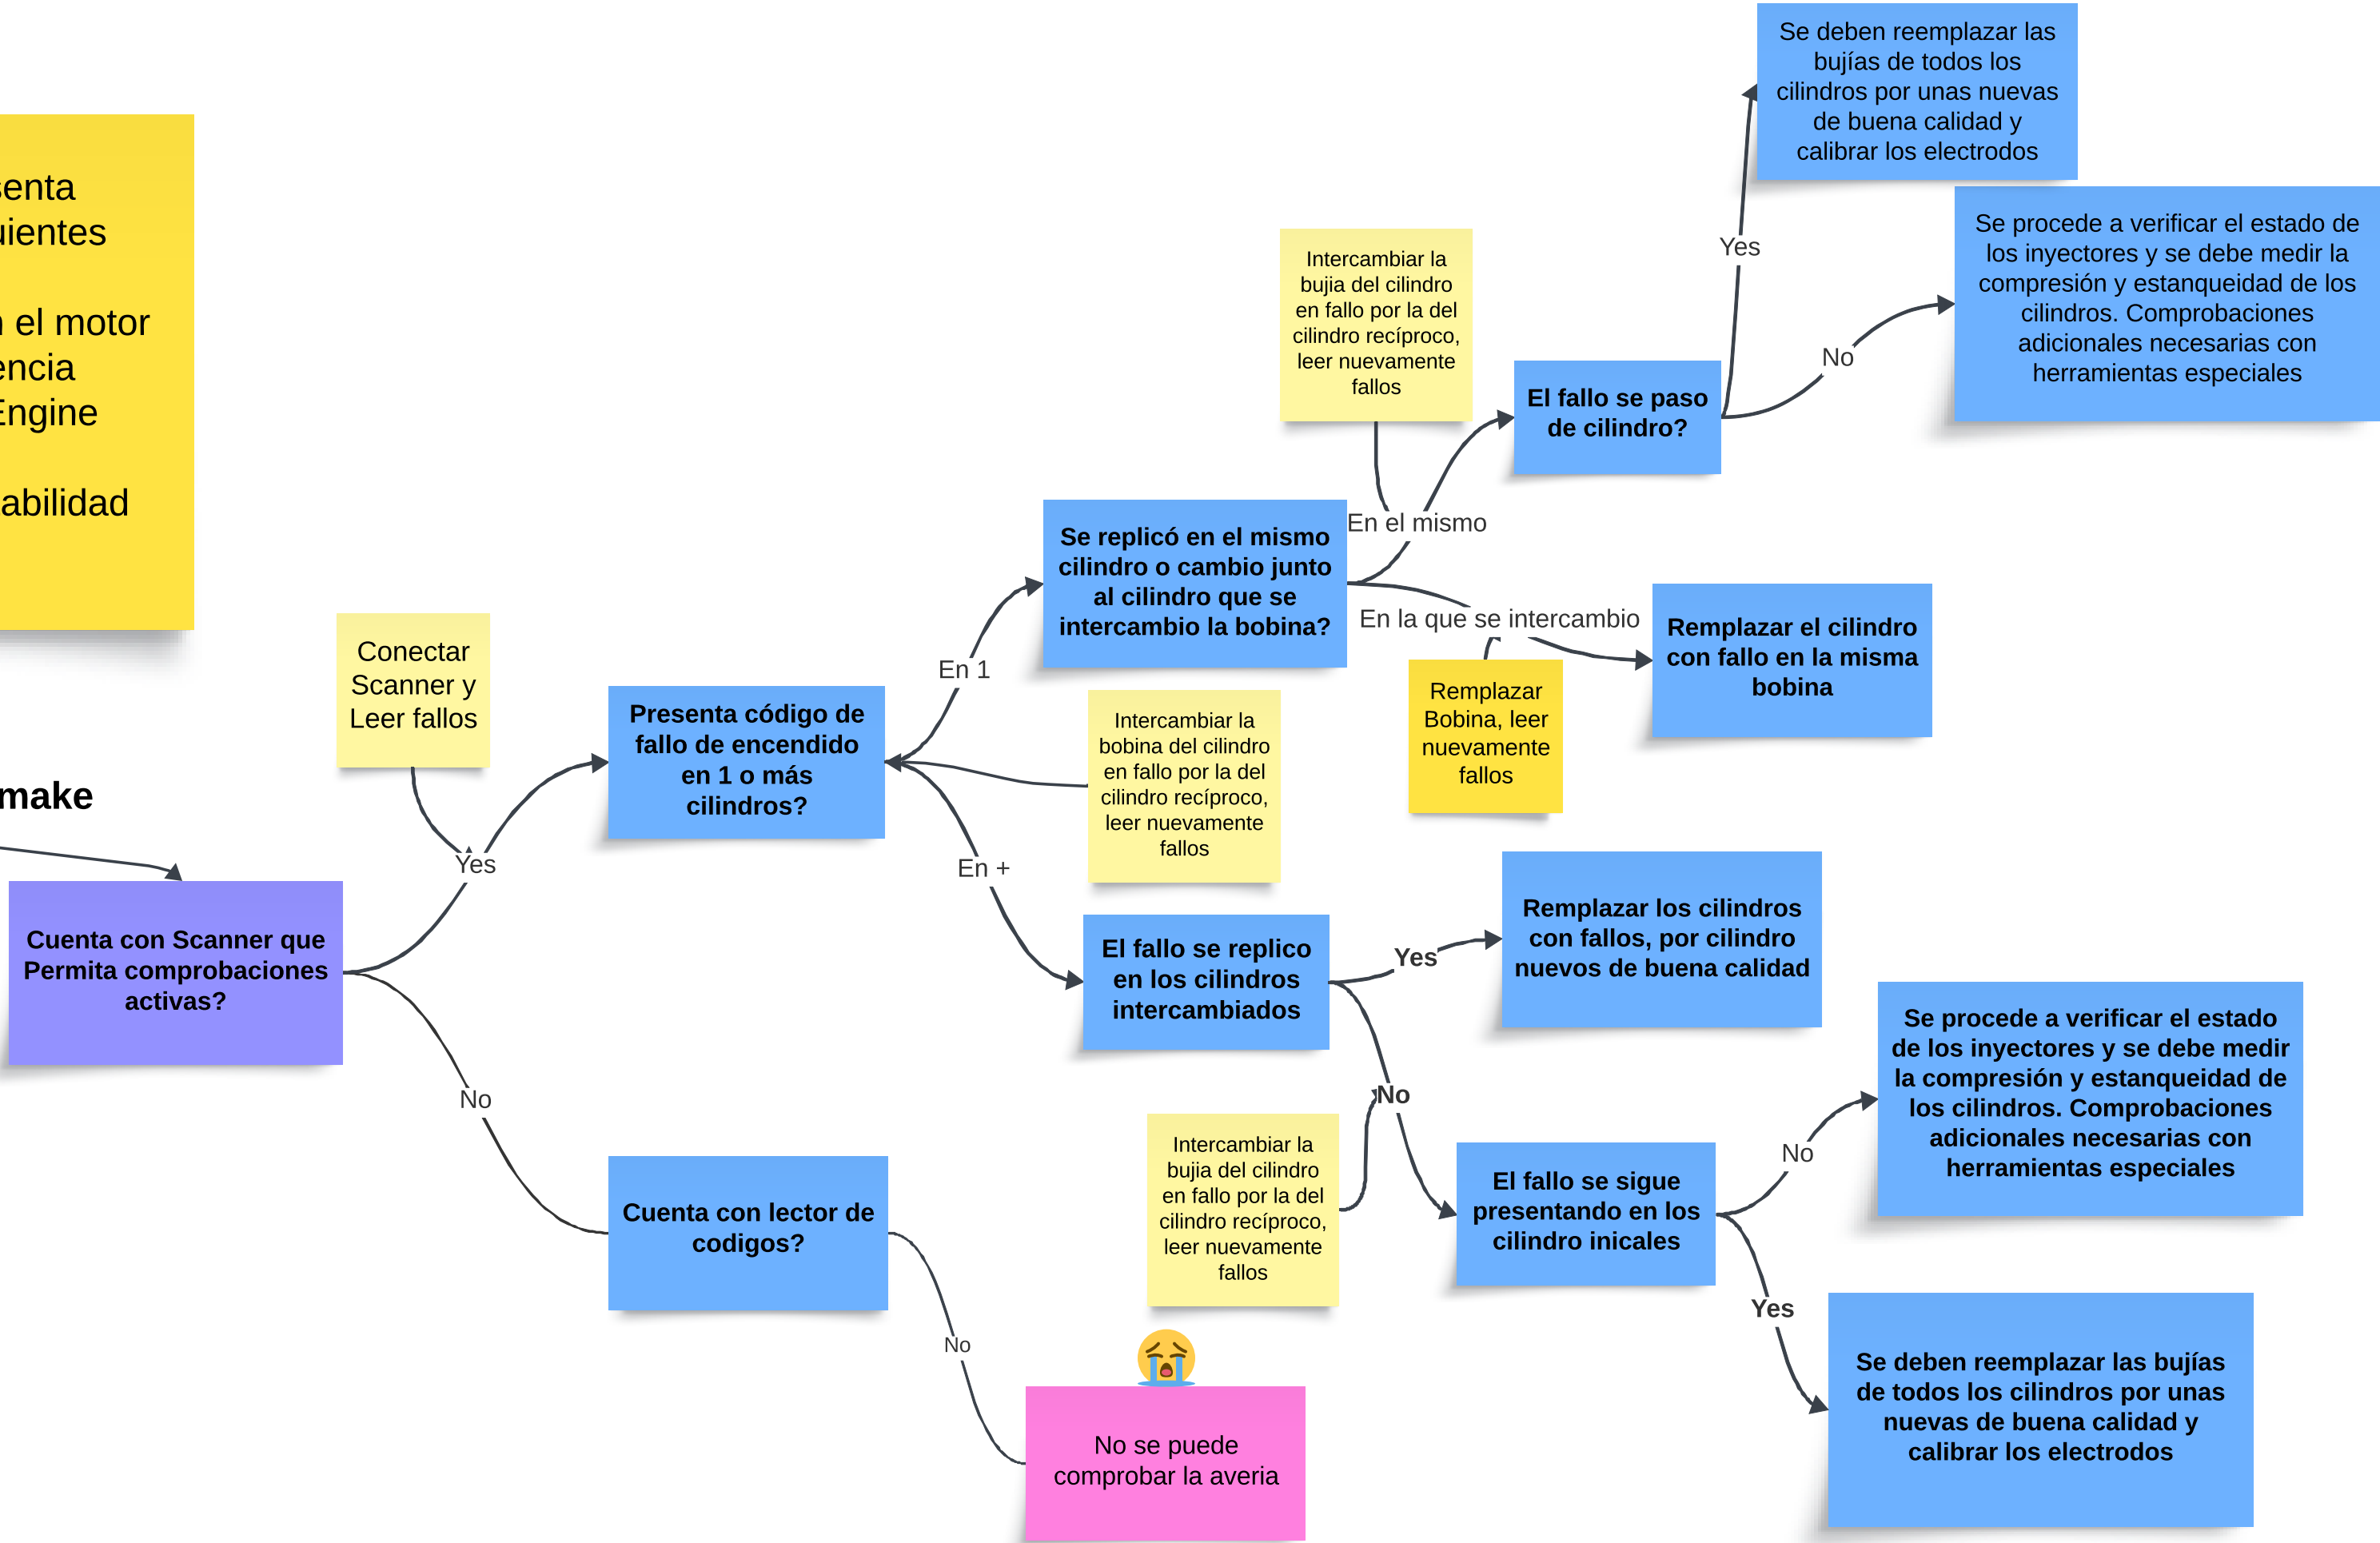 senta
uientes
n el motor
encia
Engine
abilidad
make
Cuenta con Scanner que
Permita comprobaciones
activas?
Conectar
Scanner y
Leer fallos
Yes
No
Presenta código de
fallo de encendido
en 1 o más
cilindros?
Cuenta con lector de
codigos?
No
No se puede
comprobar la averia
En 1
En +
Se replicó en el mismo
cilindro o cambio junto
al cilindro que se
intercambio la bobina?
Intercambiar la
bobina del cilindro
en fallo por la del
cilindro recíproco,
leer nuevamente
fallos
El fallo se replico
en los cilindros
intercambiados
Intercambiar la
bujia del cilindro
en fallo por la del
cilindro recíproco,
leer nuevamente
fallos
En el mismo
En la que se intercambio
Remplazar
Bobina, leer
nuevamente
fallos
El fallo se paso
de cilindro?
Yes
No
Se deben reemplazar las
bujías de todos los
cilindros por unas nuevas
de buena calidad y
calibrar los electrodos
Se procede a verificar el estado de
los inyectores y se debe medir la
compresión y estanqueidad de los
cilindros. Comprobaciones
adicionales necesarias con
herramientas especiales
Remplazar el cilindro
con fallo en la misma
bobina
Yes
No
Remplazar los cilindros
con fallos, por cilindro
nuevos de buena calidad
Intercambiar la
bujia del cilindro
en fallo por la del
cilindro recíproco,
leer nuevamente
fallos
El fallo se sigue
presentando en los
cilindro inicales
No
Yes
Se procede a verificar el estado
de los inyectores y se debe medir
la compresión y estanqueidad de
los cilindros. Comprobaciones
adicionales necesarias con
herramientas especiales
Se deben reemplazar las bujías
de todos los cilindros por unas
nuevas de buena calidad y
calibrar los electrodos